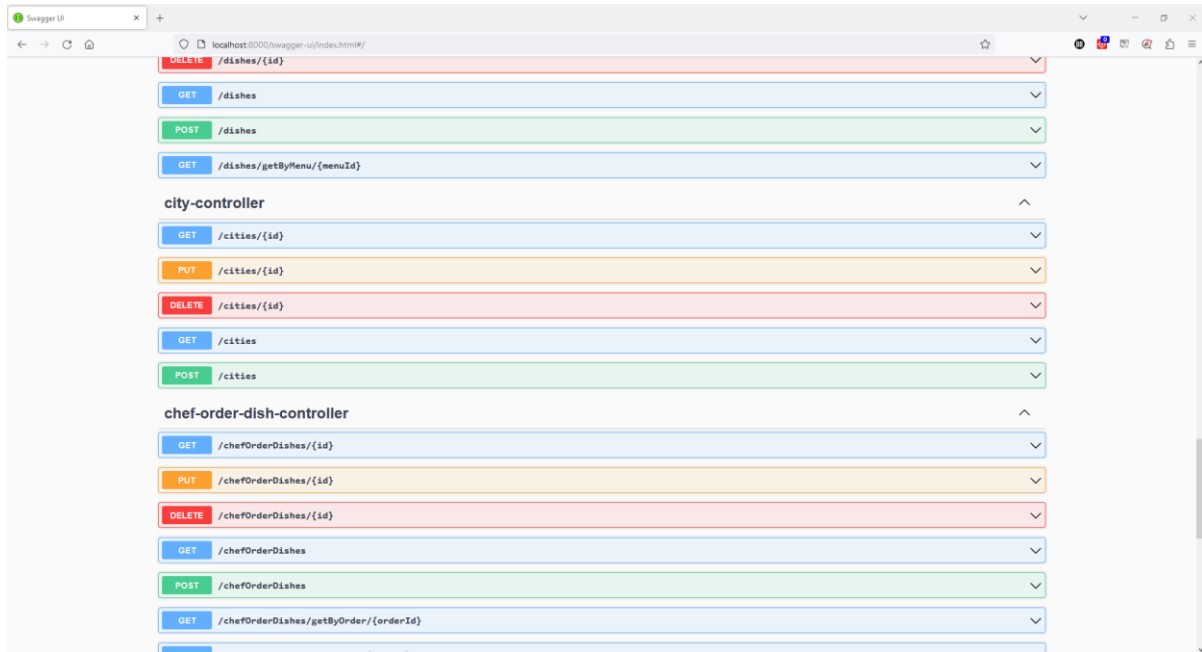 Swagger UI
localhost:8000/swagger-ui/index.html#/
DELETE /dishes/{id}
GET /dishes
POST /dishes
GET /dishes/getByMenu/{menuId}
city-controller
GET /cities/{id}
PUT /cities/{id}
DELETE /cities/{id}
GET /cities
POST /cities
chef-order-dish-controller
GET /chefOrderDishes/{id}
PUT /chefOrderDishes/{id}
DELETE /chefOrderDishes/{id}
GET /chefOrderDishes
POST /chefOrderDishes
GET /chefOrderDishes/getByOrder/{orderId}